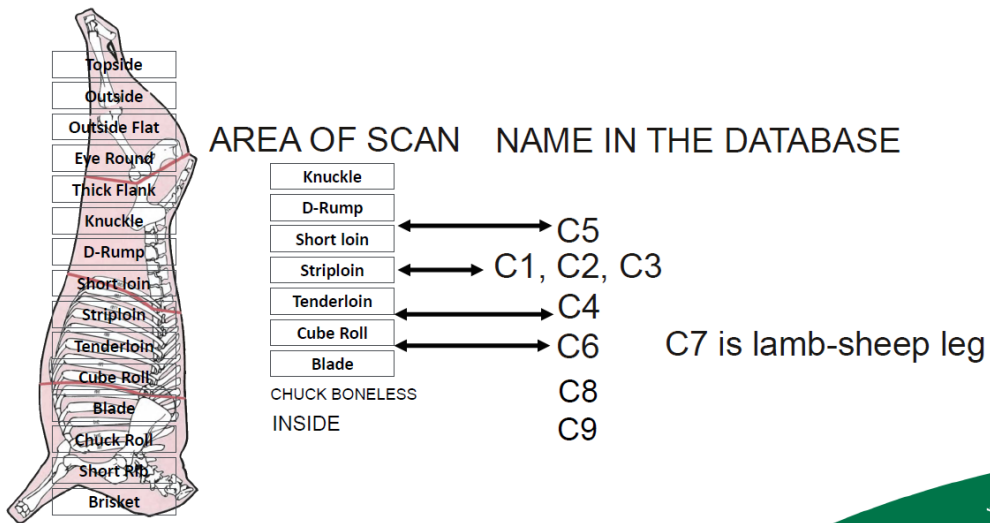 Topside
Outside
Outside Flat
Eye Round
Thick Flank
Knuckle
D-Rump
Short loin
Striploin
Tenderloin
Cube Roll
Blade
Chuck Roll
Short Rib
Brisket
AREA OF SCAN
Knuckle
D-Rump
Short loin
Striploin
Tenderloin
Cube Roll
Blade
CHUCK BONELESS
INSIDE
NAME IN THE DATABASE
C5
C1, C2, C3
C4
C6
C8
C9
C7 is lamb-sheep leg